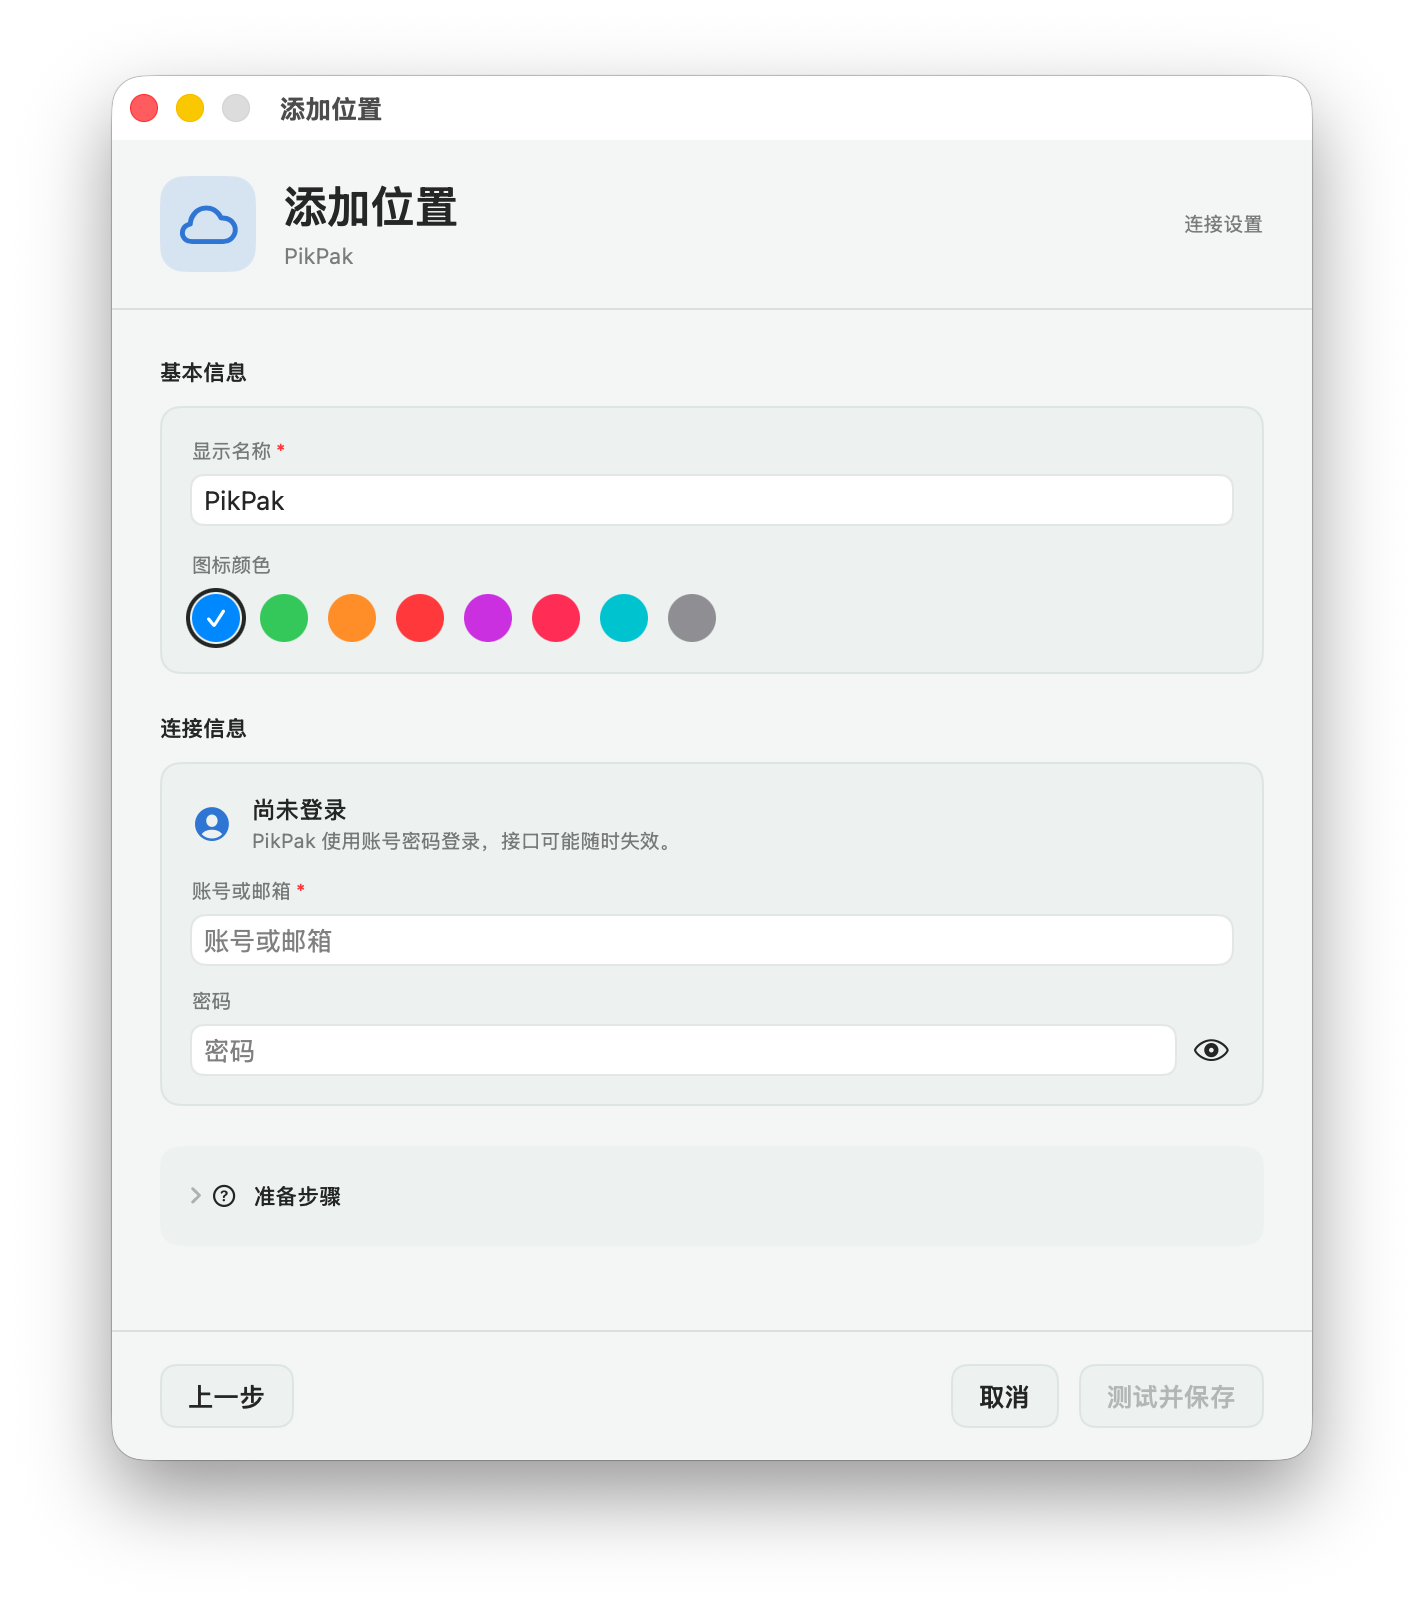 添加位置
添加位置
PikPak
连接设置
基本信息
显示名称 *
PikPak
图标颜色
连接信息
尚未登录
PikPak 使用账号密码登录，接口可能随时失效。
账号或邮箱 *
账号或邮箱
密码
密码
准备步骤
上一步
取消
测试并保存